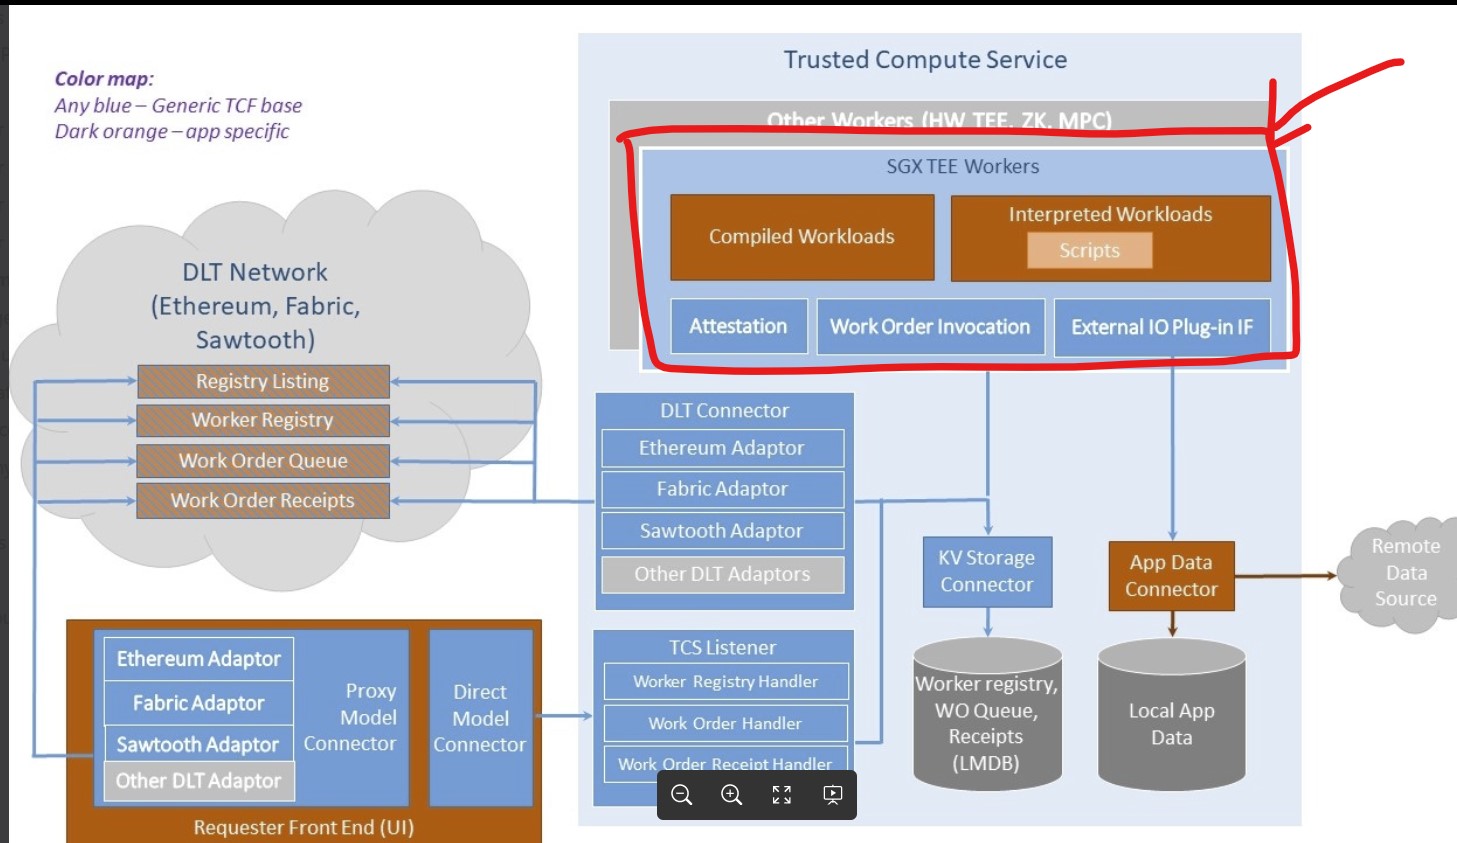 Color map:
Any blue – Generic TCF base
Dark orange – app specific
Trusted Compute Service
Other Workers (HW TEE, ZK, MPC)
SGX TEE Workers
Compiled Workloads
Interpreted Workloads
Scripts
Attestation
Work Order Invocation
External IO Plug-in IF
DLT Network
(Ethereum, Fabric,
Sawtooth)
Registry Listing
Worker Registry
Work Order Queue
Work Order Receipts
DLT Connector
Ethereum Adaptor
Fabric Adaptor
Sawtooth Adaptor
Other DLT Adaptors
KV Storage
Connector
App Data
Connector
Remote
Data
Source
Ethereum Adaptor
Fabric Adaptor
Sawtooth Adaptor
Other DLT Adaptor
Proxy
Model
Connector
Direct
Model
Connector
Requester Front End (UI)
TCS Listener
Worker Registry Handler
Work Order Handler
Work Order Receipt Handler
Worker registry,
WO Queue,
Receipts
(LMDB)
Local App
Data